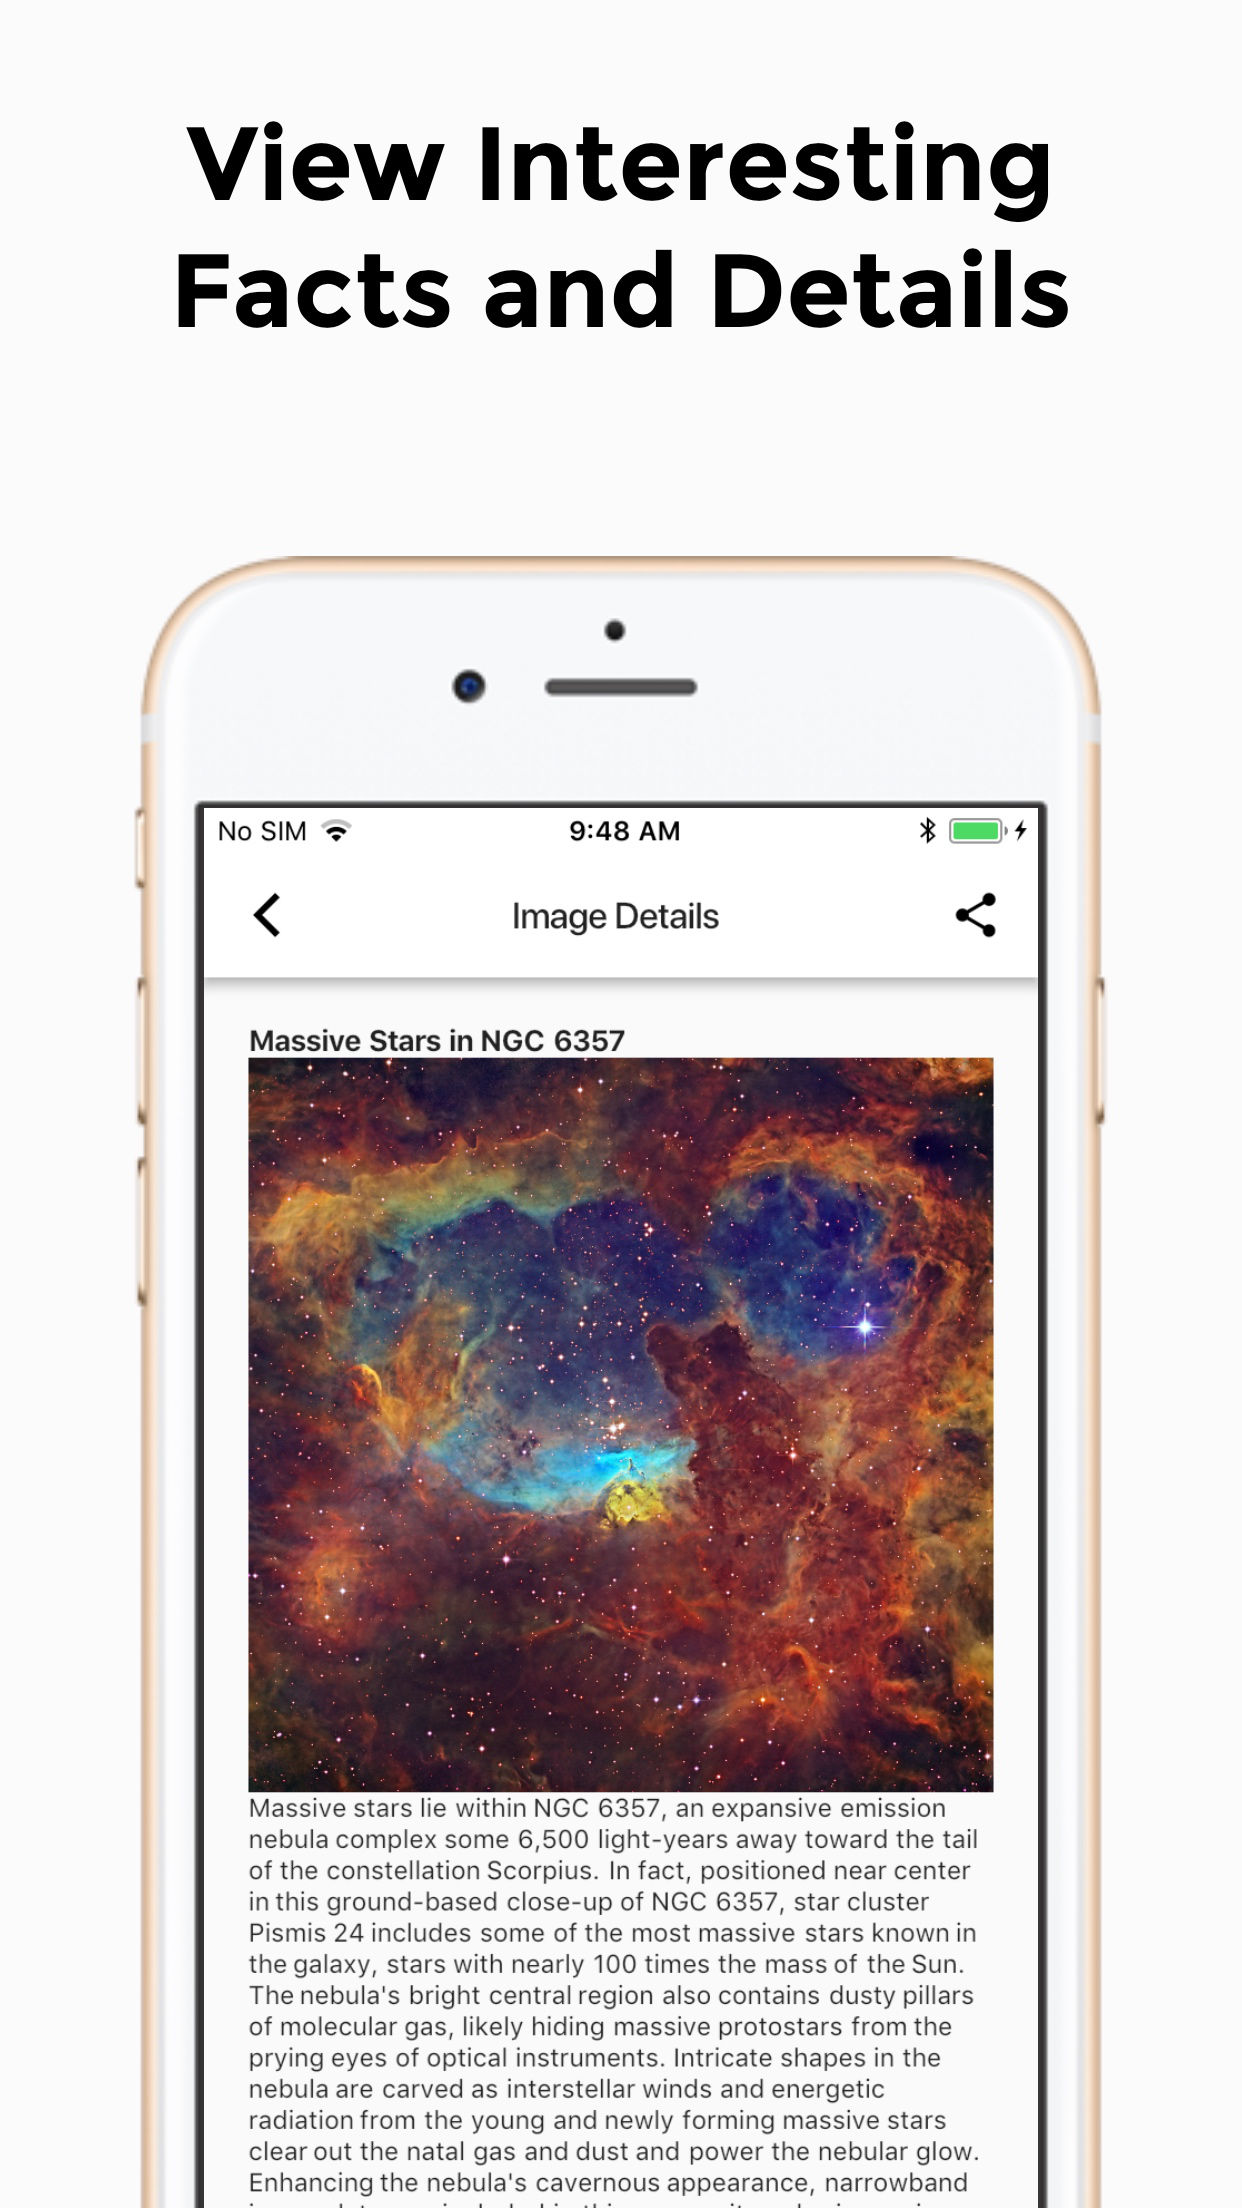 View Interesting
Facts and Details
No SIM
9:48 AM
Image Details
Massive Stars in NGC 6357
Massive stars lie within NGC 6357, an expansive emission
nebula complex some 6,500 light-years away toward the tail
of the constellation Scorpius. In fact, positioned near center
in this ground-based close-up of NGC 6357, star cluster
Pismis 24 includes some of the most massive stars known in
the galaxy, stars with nearly 100 times the mass of the Sun.
The nebula's bright central region also contains dusty pillars
of molecular gas, likely hiding massive protostars from the
prying eyes of optical instruments. Intricate shapes in the
nebula are carved as interstellar winds and energetic
radiation from the young and newly forming massive stars
clear out the natal gas and dust and power the nebular glow.
Enhancing the nebula's cavernous appearance, narrowband